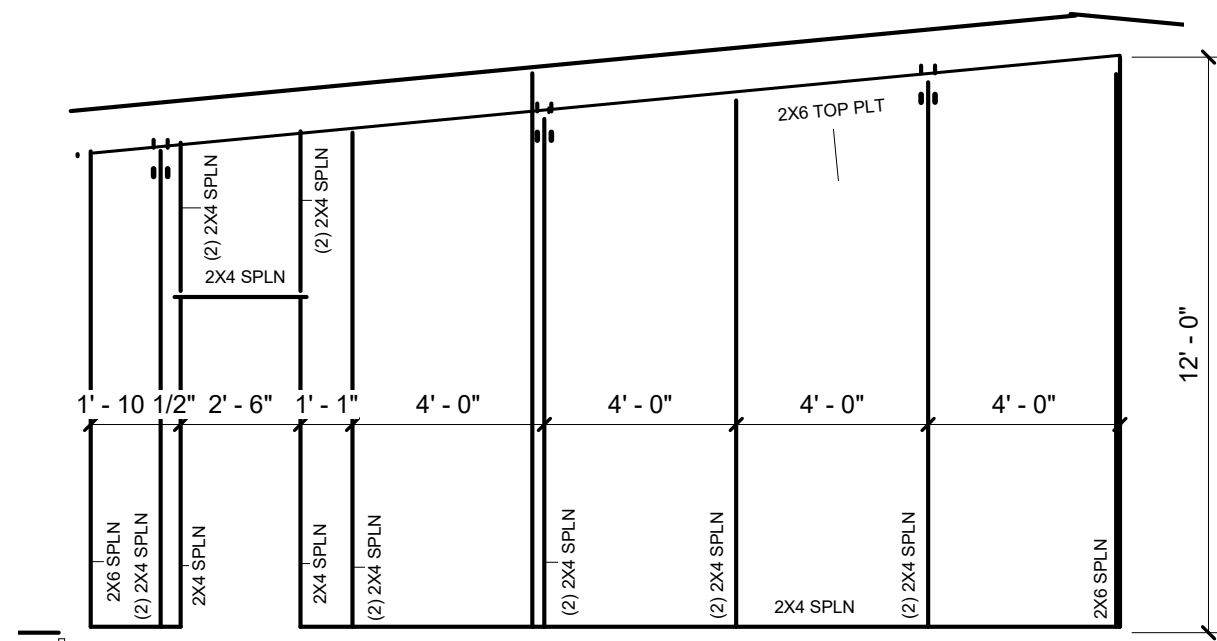 2X6 TOP PLT
(2) 2X4 SPLN
(2) 2X4 SPLN
2X4 SPLN
1' - 10 1/2"
2' - 6"
1' - 1"
4' - 0"
4' - 0"
4' - 0"
4' - 0"
12' - 0"
2X6 SPLN
(2) 2X4 SPLN
2X4 SPLN
2X4 SPLN
(2) 2X4 SPLN
(2) 2X4 SPLN
(2) 2X4 SPLN
2X4 SPLN
(2) 2X4 SPLN
2X6 SPLN